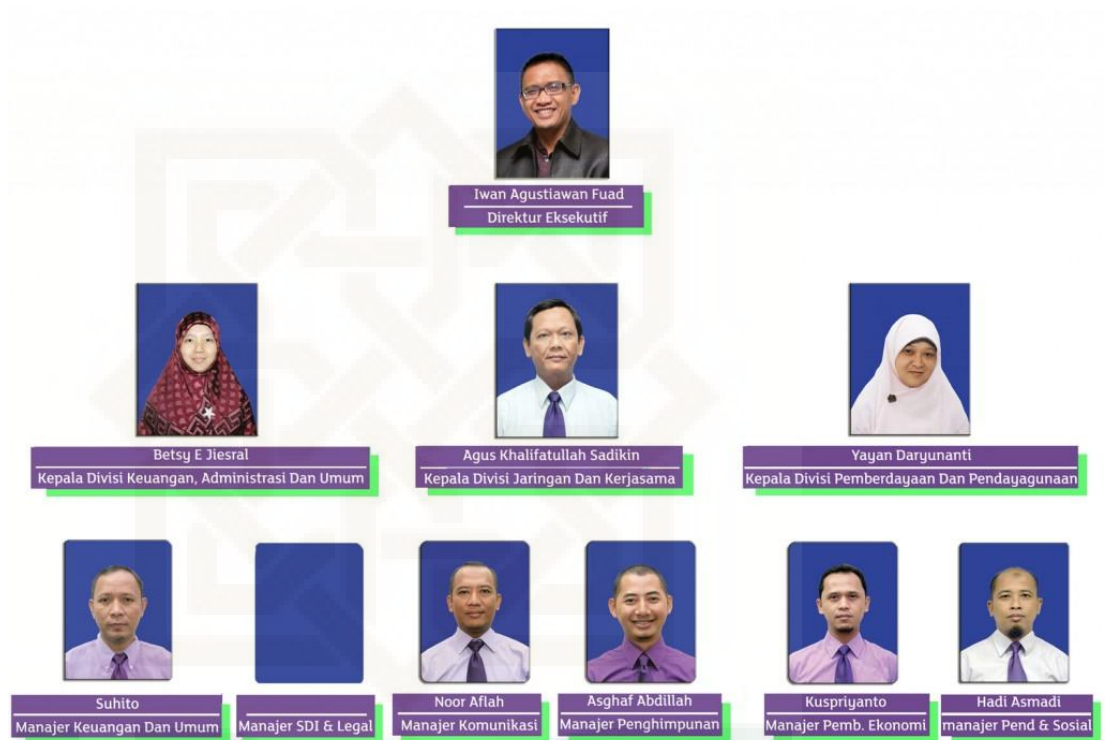 Iwan Agustiawan Fuad
Direktur Eksekutif
Betsy E Jiesral
Kepala Divisi Keuangan, Administrasi Dan Umum
Agus Khalifatullah Sadikin
Kepala Divisi Jaringan Dan Kerjasama
Yayan Daryunanti
Kepala Divisi Pemberdayaan Dan Pendayagunaan
Suhito
Manajer Keuangan Dan Umum
Manajer SDI & Legal
Noor Aflah
Manajer Komunikasi
Asghaf Abdillah
Manajer Penghimpunan
Kuspriyanto
Manajer Pemb. Ekonomi
Hadi Asmadi
manajer Pend & Sosial